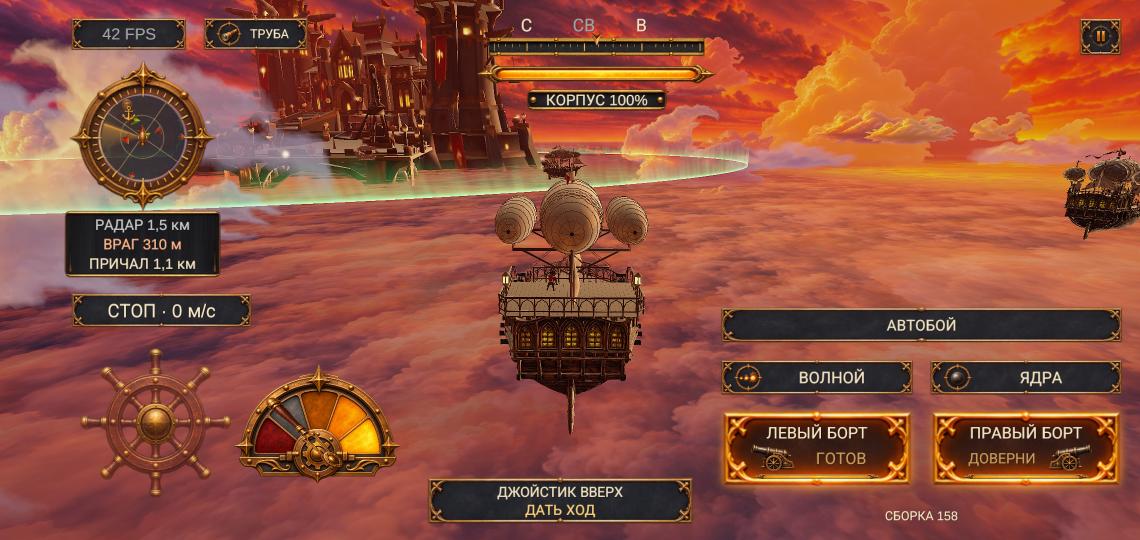 42 FPS
ТРУБА
С СВ В
КОРПУС 100%
РАДАР 1,5 км
ВРАГ 310 м
ПРИЧАЛ 1,1 км
СТОП · 0 м/с
АВТОБОЙ
ВОЛНОЙ
ЯДРА
ЛЕВЫЙ БОРТ
ГОТОВ
ПРАВЫЙ БОРТ
ДОВЕРНИ
ДЖОЙСТИК ВВЕРХ
ДАТЬ ХОД
СБОРКА 158